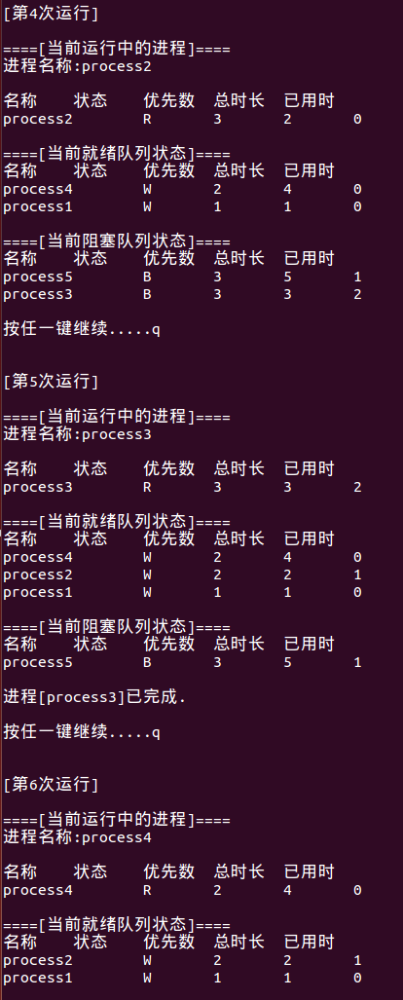 [第4次运行]
====[当前运行中的进程]====
进程名称:process2
名称 状态 优先数 总时长 已用时
process2 R 3 2 0
====[当前就绪队列状态]====
名称 状态 优先数 总时长 已用时
process4 W 2 4 0
process1 W 1 1 0
====[当前阻塞队列状态]====
名称 状态 优先数 总时长 已用时
process5 B 3 5 1
process3 B 3 3 2
按任一键继续.....q
[第5次运行]
====[当前运行中的进程]====
进程名称:process3
名称 状态 优先数 总时长 已用时
process3 R 3 3 2
====[当前就绪队列状态]====
名称 状态 优先数 总时长 已用时
process4 W 2 4 0
process2 W 2 2 1
process1 W 1 1 0
====[当前阻塞队列状态]====
名称 状态 优先数 总时长 已用时
process5 B 3 5 1
进程[process3]已完成.
按任一键继续.....q
[第6次运行]
====[当前运行中的进程]====
进程名称:process4
名称 状态 优先数 总时长 已用时
process4 R 2 4 0
====[当前就绪队列状态]====
名称 状态 优先数 总时长 已用时
process2 W 2 2 1
process1 W 1 1 0